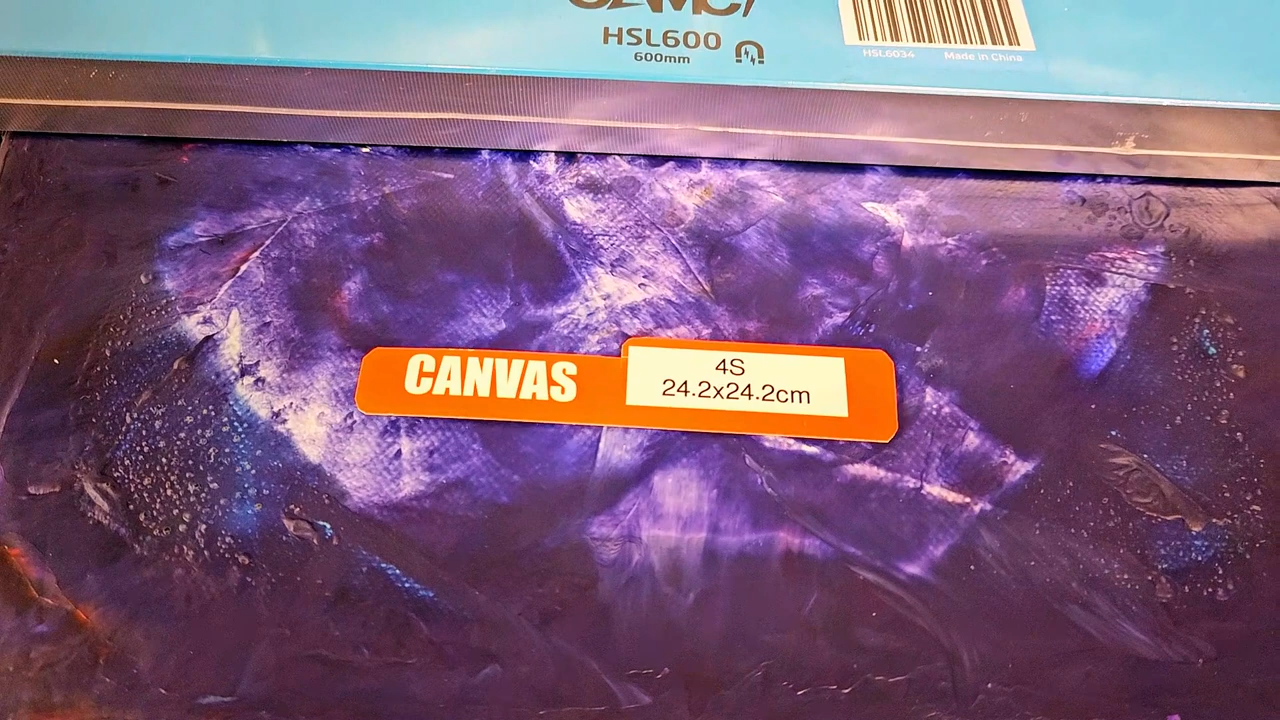 HSL600
600mm
HSL6034 Made in China
CANVAS
4S
24.2x24.2cm